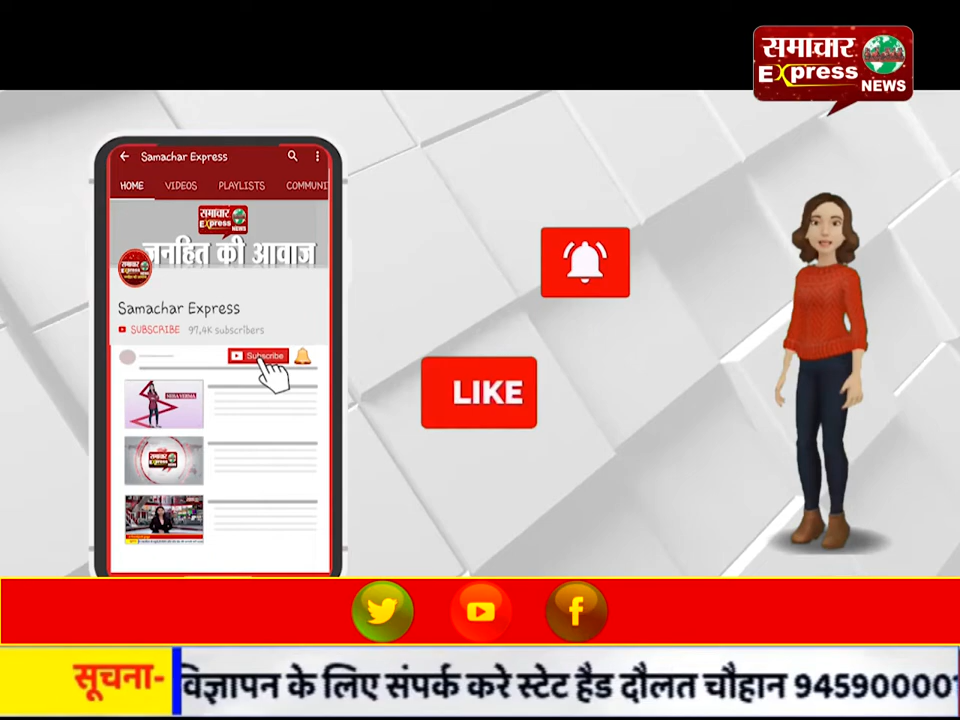 समाचार
Express
NEWS
Samachar Express
HOME VIDEOS PLAYLISTS COMMUNI
समाचार
Express
NEWS
जनहित की आवाज
Samachar Express
SUBSCRIBE 97,4K subscribers
Subscribe
LIKE
सूचना- विज्ञापन के लिए संपर्क करे स्टेट हैड दौलत चौहान 94590000